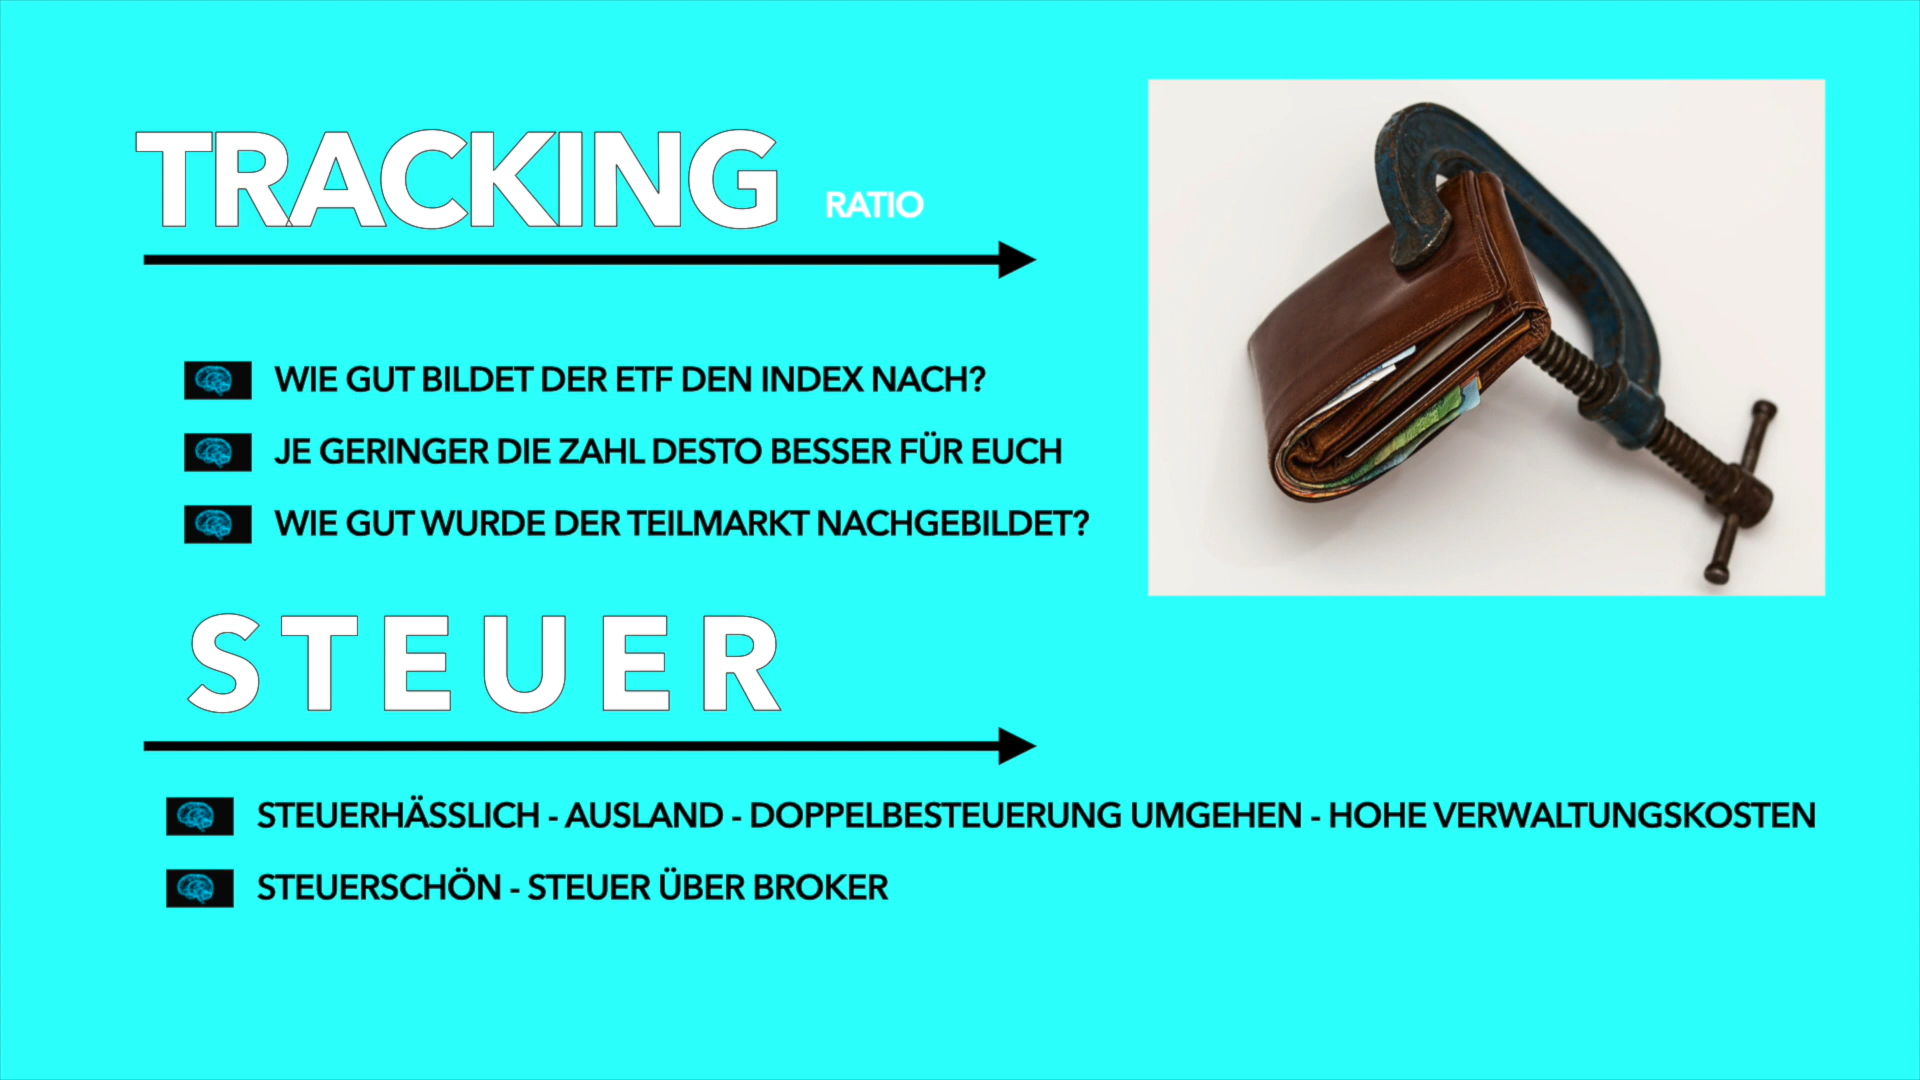 TRACKING RATIO
WIE GUT BILDET DER ETF DEN INDEX NACH?
JE GERINGER DIE ZAHL DESTO BESSER FÜR EUCH
WIE GUT WURDE DER TEILMARKT NACHGEBILDET?
STEUER
STEUERHÄSSLICH - AUSLAND - DOPPELBESTEUERUNG UMGEHEN - HOHE VERWALTUNGSKOSTEN
STEUERSCHÖN - STEUER ÜBER BROKER